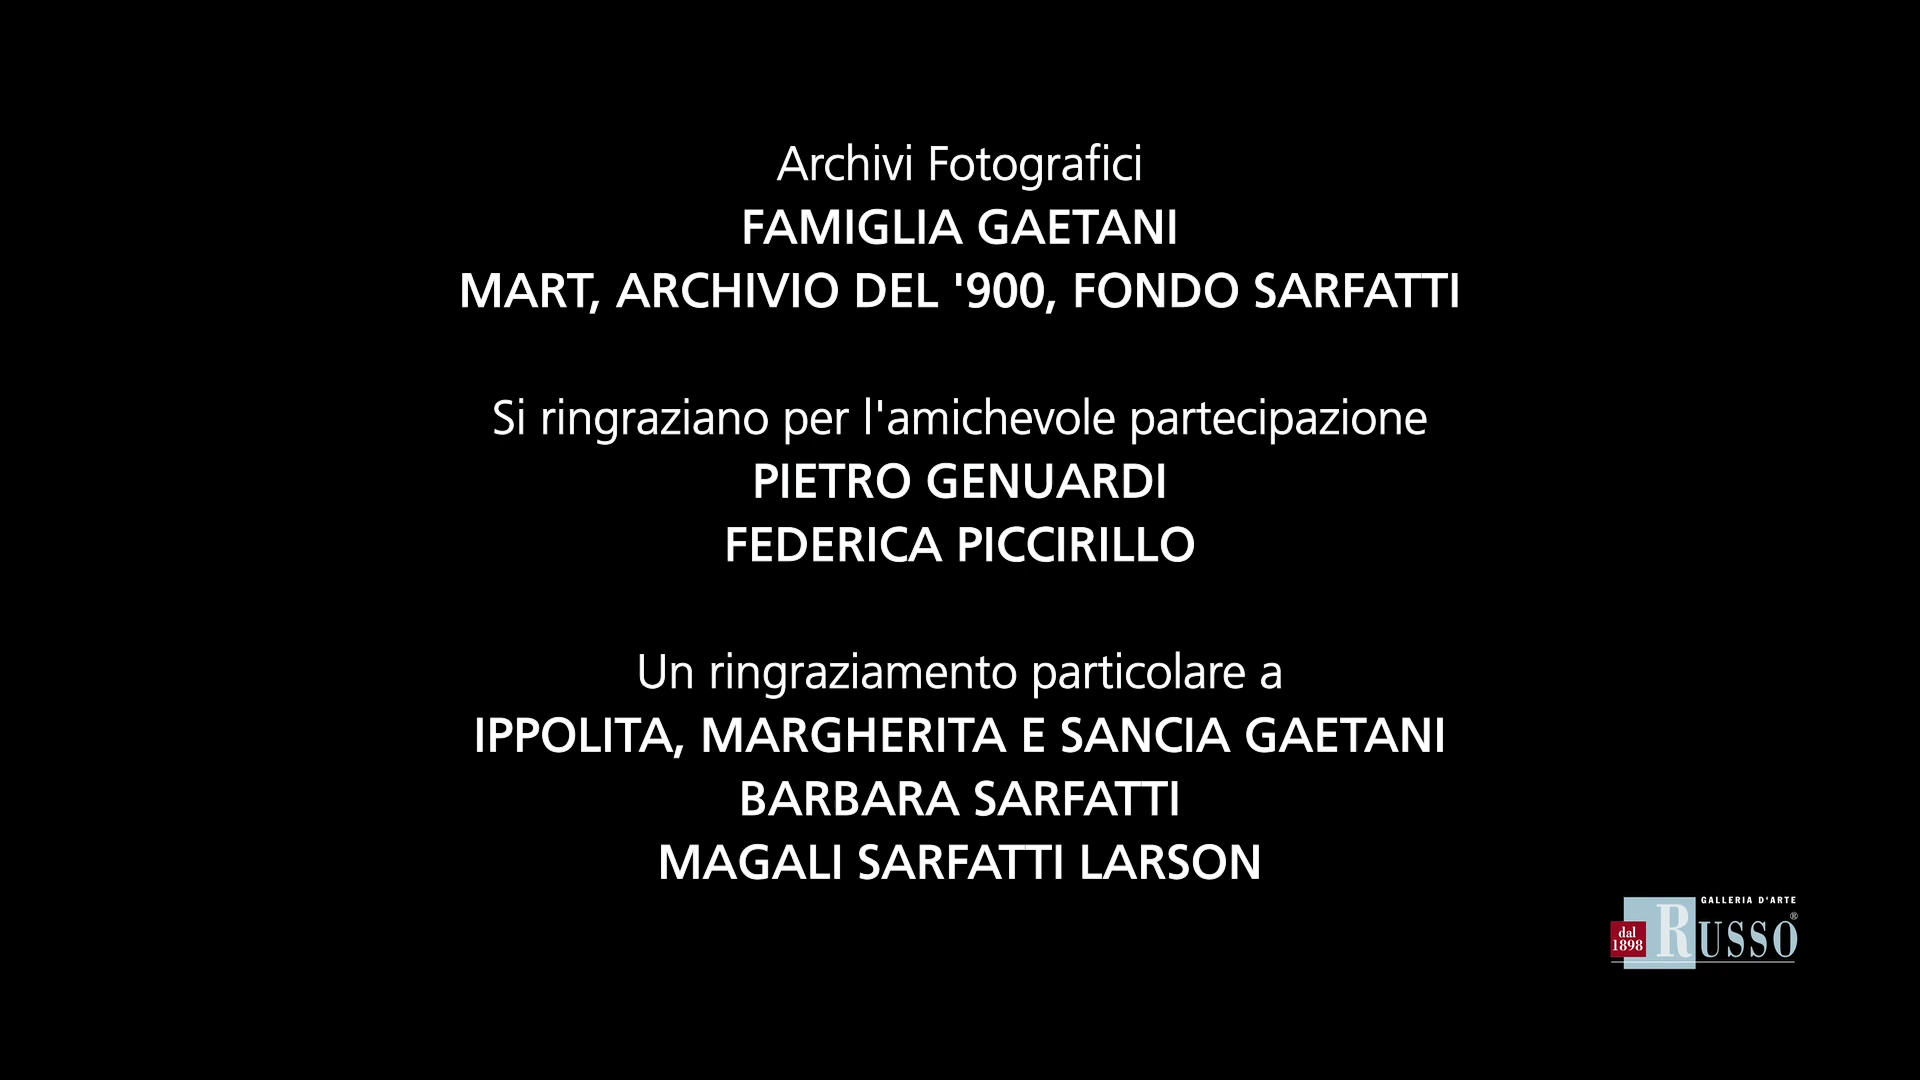 Archivi Fotografici
FAMIGLIA GAETANI
MART, ARCHIVIO DEL '900, FONDO SARFATTI
Si ringraziano per l'amichevole partecipazione
PIETRO GENUARDI
FEDERICA PICCIRILLO
Un ringraziamento particolare a
IPPOLITA, MARGHERITA E SANCIA GAETANI
BARBARA SARFATTI
MAGALI SARFATTI LARSON
GALLERIA D'ARTE
dal 1898
RUSSO®